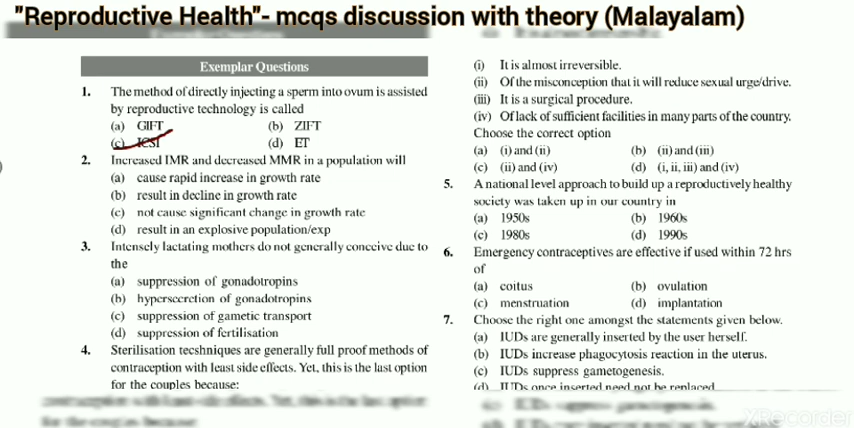 "Reproductive Health"- mcqs discussion with theory (Malayalam)
Exemplar Questions
1. The method of directly injecting a sperm into ovum is assisted
by reproductive technology is called
(a) GIFT (b) ZIFT
(c) ICSI (d) ET
2. Increased IMR and decreased MMR in a population will
(a) cause rapid increase in growth rate
(b) result in decline in growth rate
(c) not cause significant change in growth rate
(d) result in an explosive population/exp
3. Intensely lactating mothers do not generally conceive due to
the
(a) suppression of gonadotropins
(b) hypersecretion of gonadotropins
(c) suppression of gametic transport
(d) suppression of fertilisation
4. Sterilisation tecshniques are generally full proof methods of
contraception with least side effects. Yet, this is the last option
for the couples because:
(i) It is almost irreversible.
(ii) Of the misconception that it will reduce sexual urge/drive.
(iii) It is a surgical procedure.
(iv) Of lack of sufficient facilities in many parts of the country.
Choose the correct option
(a) (i) and (ii) (b) (ii) and (iii)
(c) (ii) and (iv) (d) (i, ii, iii) and (iv)
5. A national level approach to build up a reproductively healthy
society was taken up in our country in
(a) 1950s (b) 1960s
(c) 1980s (d) 1990s
6. Emergency contraceptives are effective if used within 72 hrs
of
(a) coitus (b) ovulation
(c) menstruation (d) implantation
7. Choose the right one amongst the statements given below.
(a) IUDs are generally inserted by the user herself.
(b) IUDs increase phagocytosis reaction in the uterus.
(c) IUDs suppress gametogenesis.
(d) IUDs once inserted need not be replaced
XRecorder